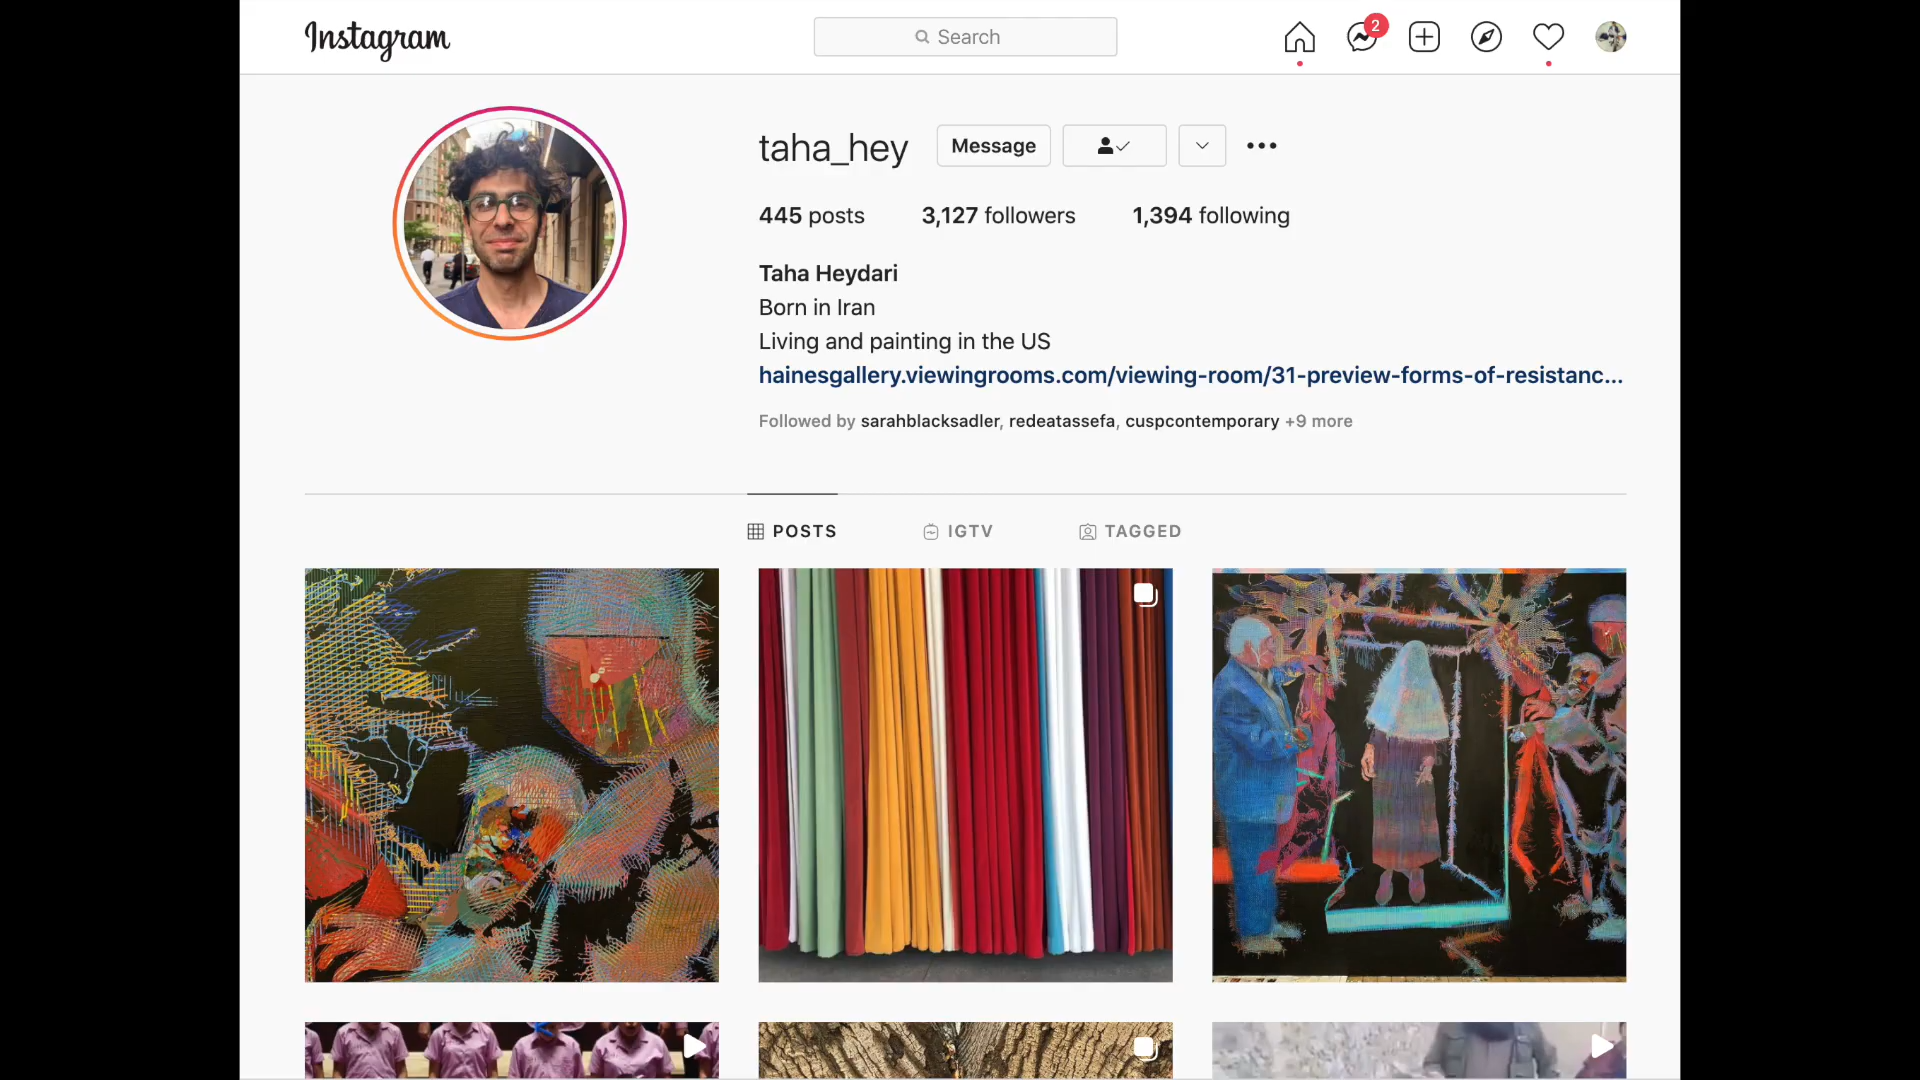 Instagram
Search
2
taha_hey
Message
445 posts
3,127 followers
1,394 following
Taha Heydari
Born in Iran
Living and painting in the US
hainesgallery.viewingrooms.com/viewing-room/31-preview-forms-of-resistanc...
Followed by sarahblacksadler, redeatassefa, cuspcontemporary +9 more
POSTS
IGTV
TAGGED